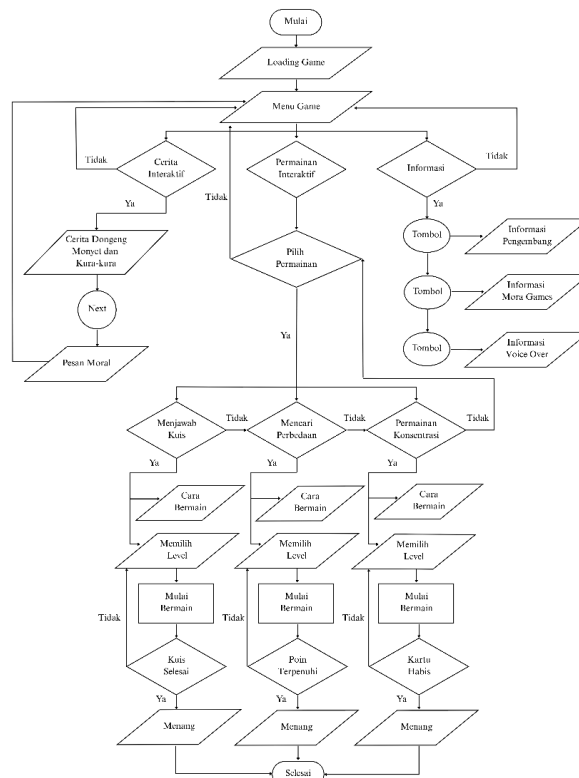 Mulai
Loading Game
Menu Game
Tidak
Cerita
Interaktif
Permainan
Interaktif
Informasi
Tidak
Tidak
Ya
Ya
Cerita Dongeng
Monyet dan
Kura-kura
Pilih
Permainan
Tombol
Informasi
Pengembang
Next
Tombol
Informasi
Mora Games
Ya
Tombol
Informasi
Voice Over
Pesan Moral
Menjawab
Kuis
Tidak
Mencari
Perbedaan
Tidak
Permainan
Konsentrasi
Tidak
Ya
Ya
Ya
Cara
Bermain
Cara
Bermain
Cara
Bermain
Memilih
Level
Memilih
Level
Memilih
Level
Mulai
Bermain
Mulai
Bermain
Mulai
Bermain
Tidak
Tidak
Tidak
Kuis
Selesai
Poin
Terpenuhi
Kartu
Habis
Ya
Ya
Ya
Menang
Menang
Menang
Selesai